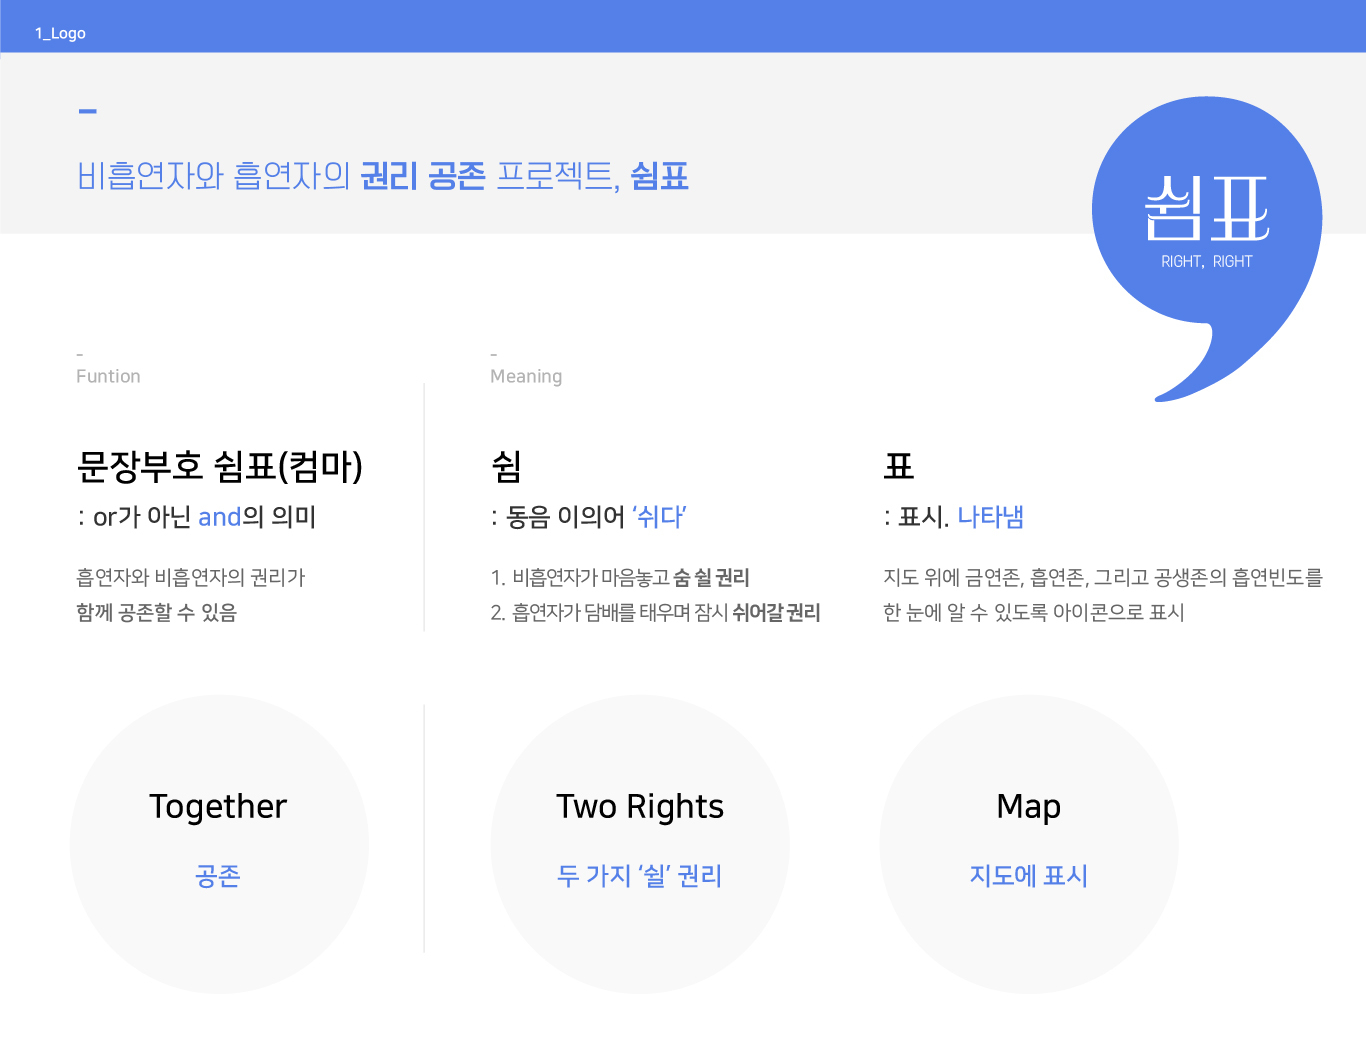 1_Logo
비흡연자와 흡연자의 권리 공존 프로젝트, 쉼표
쉼표
RIGHT, RIGHT
Funtion
문장부호 쉼표(컴마)
: or가 아닌 and의 의미
흡연자와 비흡연자의 권리가
함께 공존할 수 있음
Meaning
쉼
: 동음 이의어 ‘쉬다’
1. 비흡연자가 마음놓고 숨 쉴 권리
2. 흡연자가 담배를 태우며 잠시 쉬어갈 권리
표
: 표시. 나타냄
지도 위에 금연존, 흡연존, 그리고 공생존의 흡연빈도를
한 눈에 알 수 있도록 아이콘으로 표시
Together
공존
Two Rights
두 가지 ‘쉴’ 권리
Map
지도에 표시